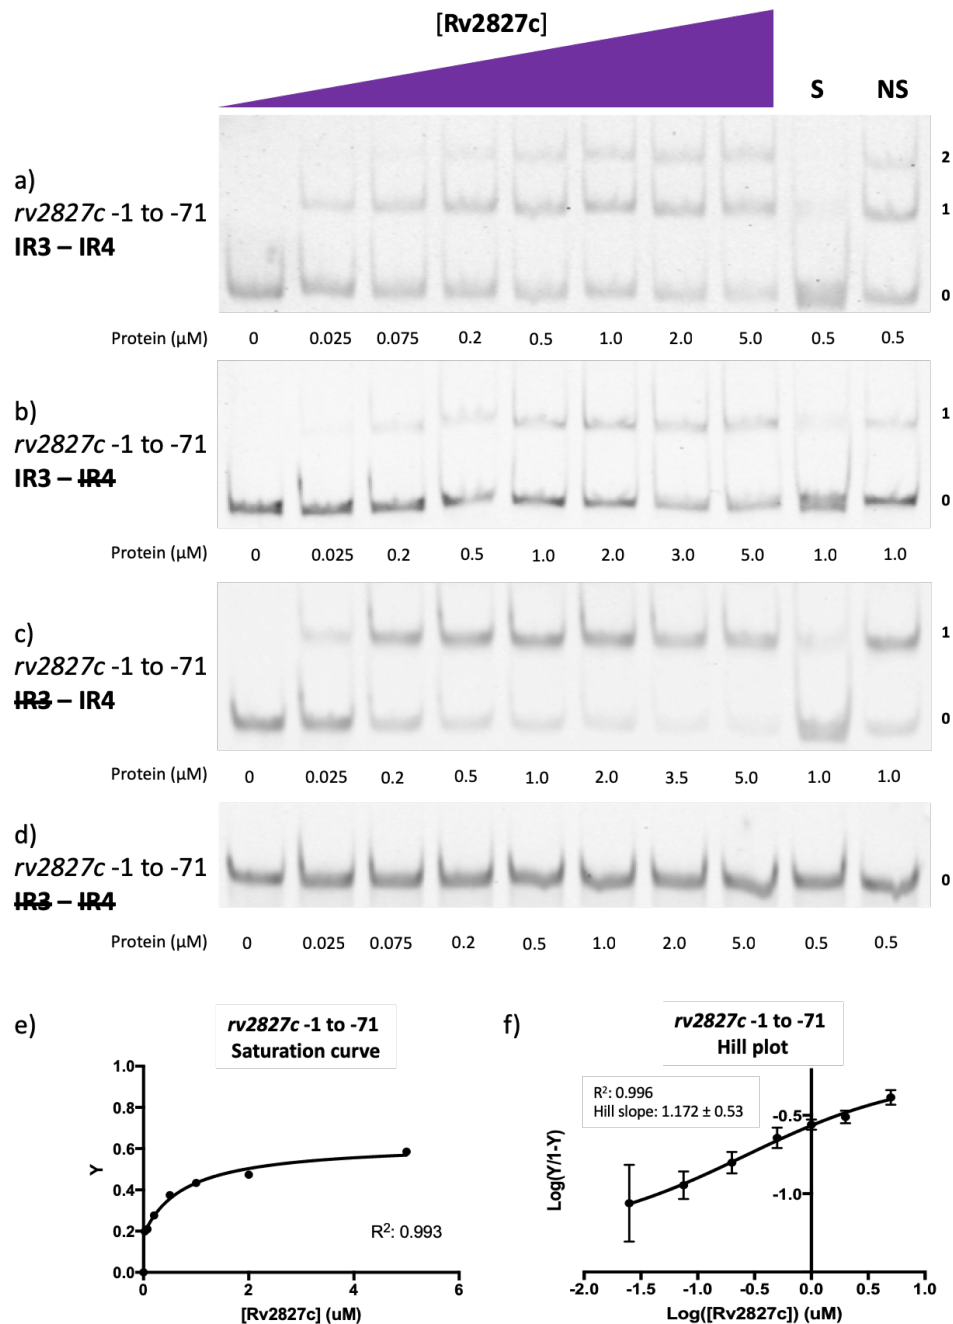 [Rv2827c]
S NS
a)
rv2827c -1 to -71
IR3 – IR4
2
1
0
Protein (μM) 0 0.025 0.075 0.2 0.5 1.0 2.0 5.0 0.5 0.5
b)
rv2827c -1 to -71
IR3 – IR4
1
0
Protein (μM) 0 0.025 0.2 0.5 1.0 2.0 3.0 5.0 1.0 1.0
c)
rv2827c -1 to -71
IR3 – IR4
1
0
Protein (μM) 0 0.025 0.2 0.5 1.0 2.0 3.5 5.0 1.0 1.0
d)
rv2827c -1 to -71
IR3 – IR4
0
Protein (μM) 0 0.025 0.075 0.2 0.5 1.0 2.0 5.0 0.5 0.5
e)
rv2827c -1 to -71
Saturation curve
1.0
0.8
0.6
0.4
0.2
0.0
Y
R²: 0.993
0 2 4 6
[Rv2827c] (uM)
f)
rv2827c -1 to -71
Hill plot
R²: 0.996
Hill slope: 1.172 ± 0.53
-0.5
-1.0
Log(Y/1-Y)
-2.0 -1.5 -1.0 -0.5 0.0 0.5 1.0
Log([Rv2827c]) (uM)